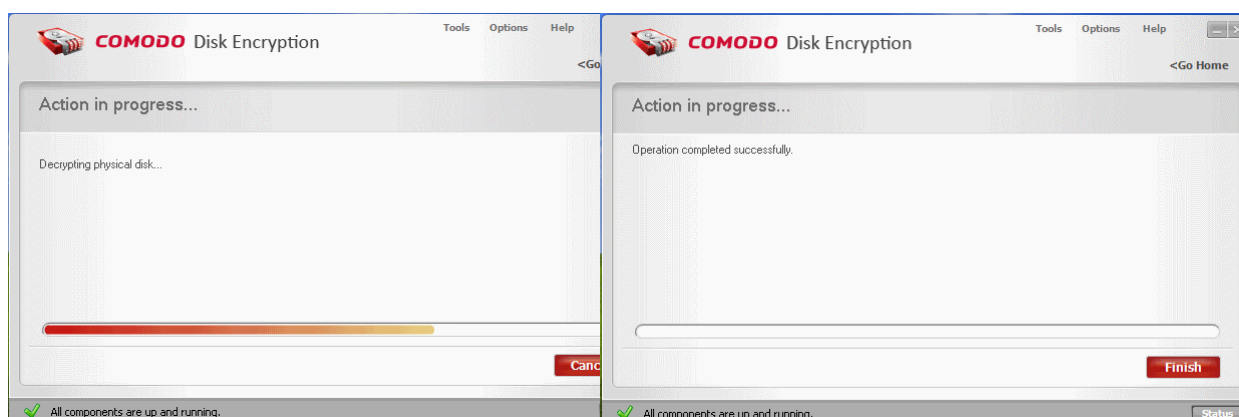 COMODO Disk Encryption
Tools Options Help
<Go
Action in progress...
Decrypting physical disk...
Canc
All components are up and running.
COMODO Disk Encryption
Tools Options Help
<Go Home
Action in progress...
Operation completed successfully.
Finish
All components are up and running.
Status